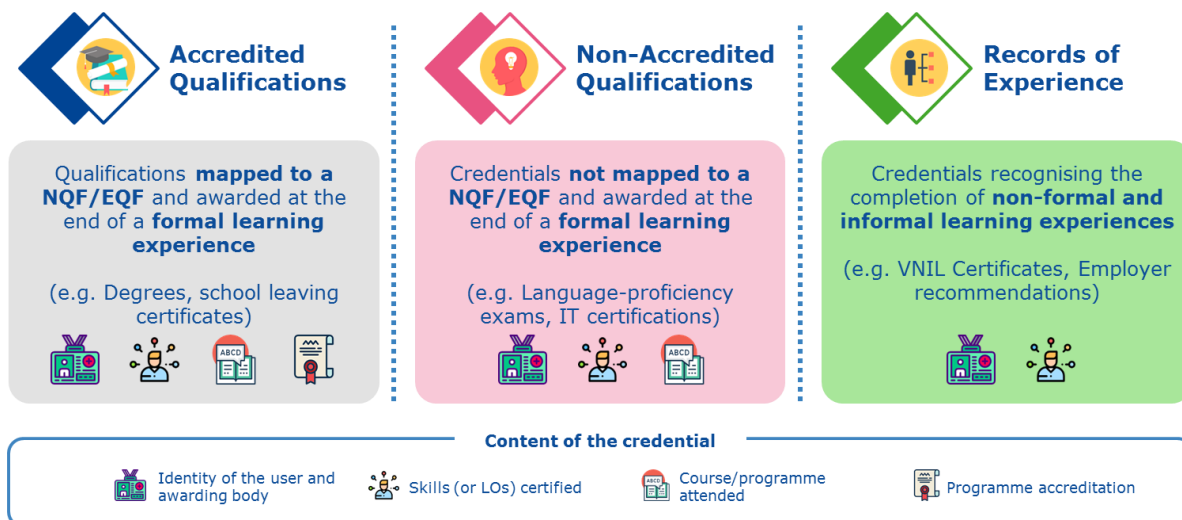 Accredited
Qualifications
Qualifications mapped to a
NQF/EQF and awarded at the
end of a formal learning
experience
(e.g. Degrees, school leaving
certificates)
ABCD
Non-Accredited
Qualifications
Credentials not mapped to a
NQF/EQF and awarded at the
end of a formal learning
experience
(e.g. Language-proficiency
exams, IT certifications)
ABCD
Records of
Experience
Credentials recognising the
completion of non-formal and
informal learning experiences
(e.g. VNIL Certificates, Employer
recommendations)
Content of the credential
Identity of the user and
awarding body
Skills (or LOs) certified
ABCD
Course/programme
attended
Programme accreditation